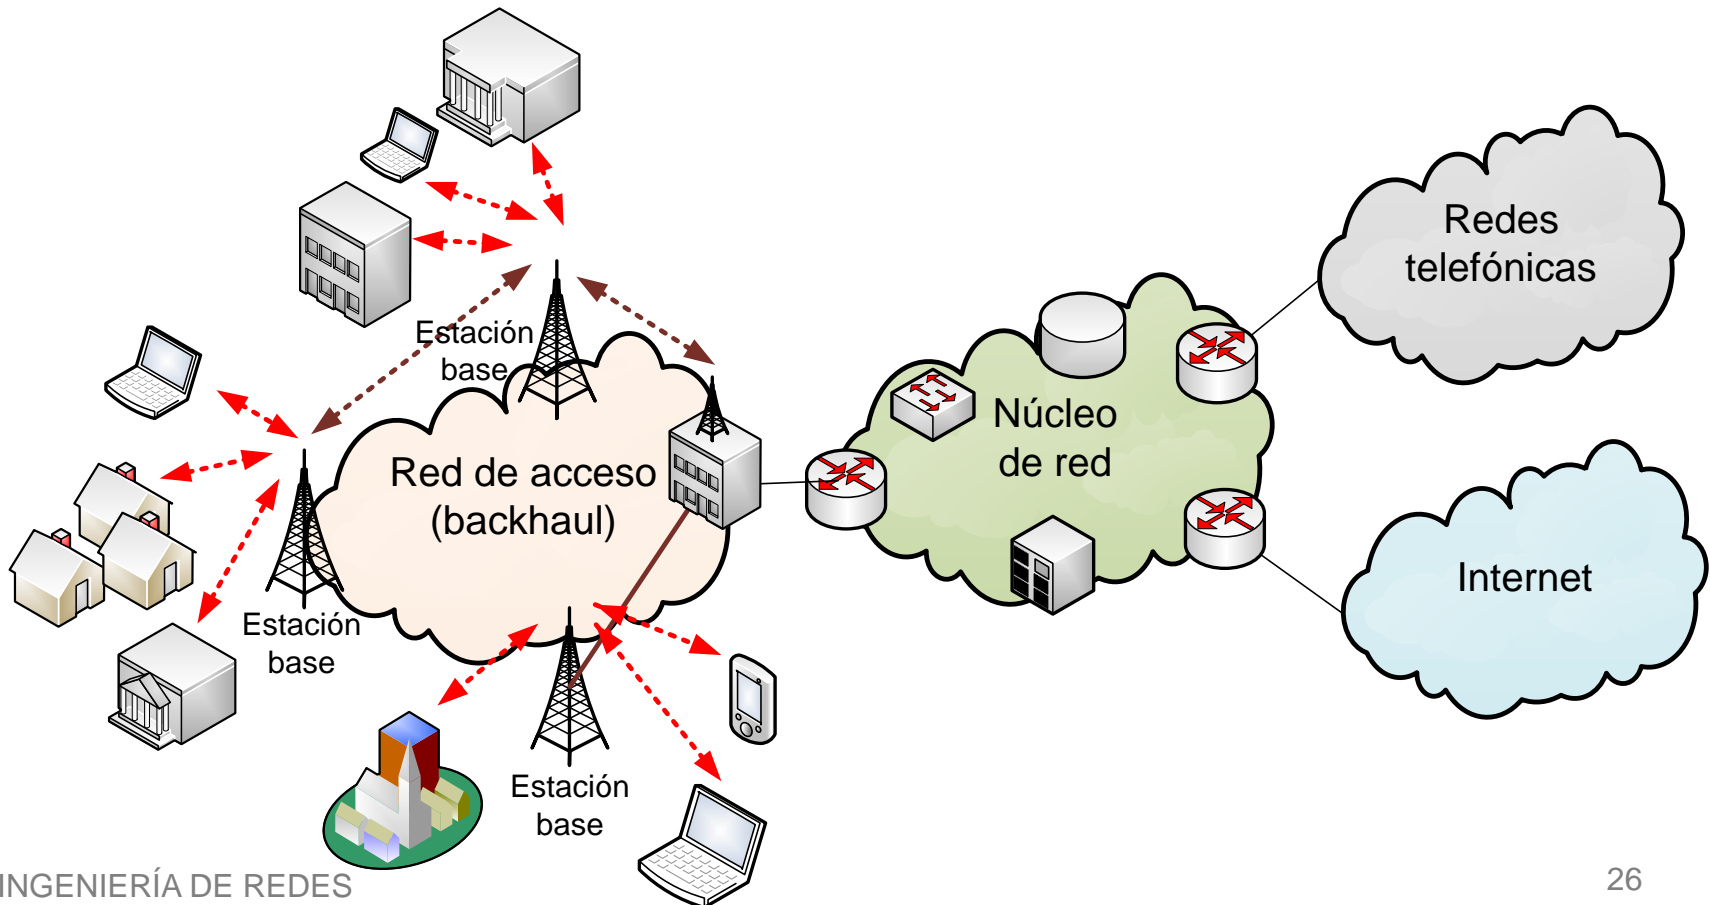 Redes
telefónicas
Estación
base
Núcleo
de red
Red de acceso
(backhaul)
Internet
Estación
base
Estación
base
INGENIERÍA DE REDES
26